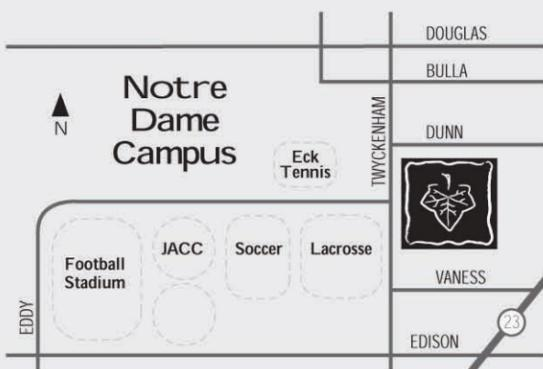 DOUGLAS
BULLA
Notre
Dame
Campus
N
TWYCKENHAM
DUNN
Eck
Tennis
JACC
Soccer
Lacrosse
Football
Stadium
VANESS
EDDY
23
EDISON